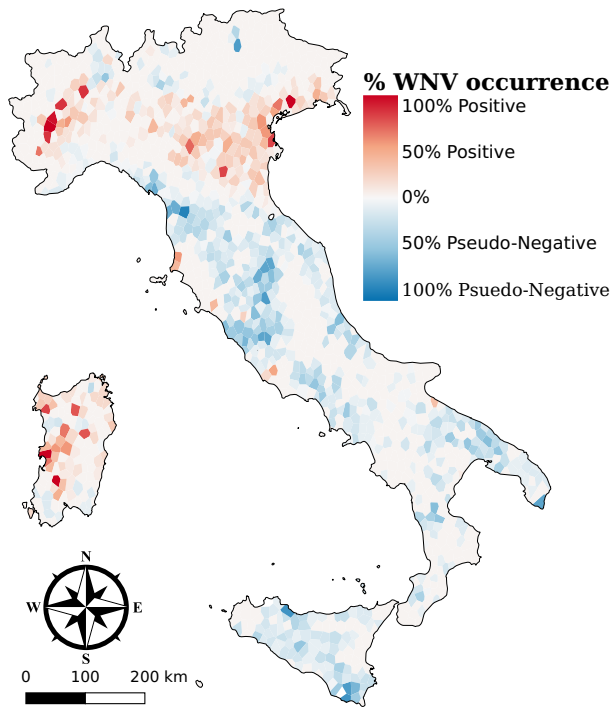 % WNV occurrence
100% Positive
50% Positive
0%
50% Pseudo-Negative
100% Psuedo-Negative
N
W E
S
0 100 200 km